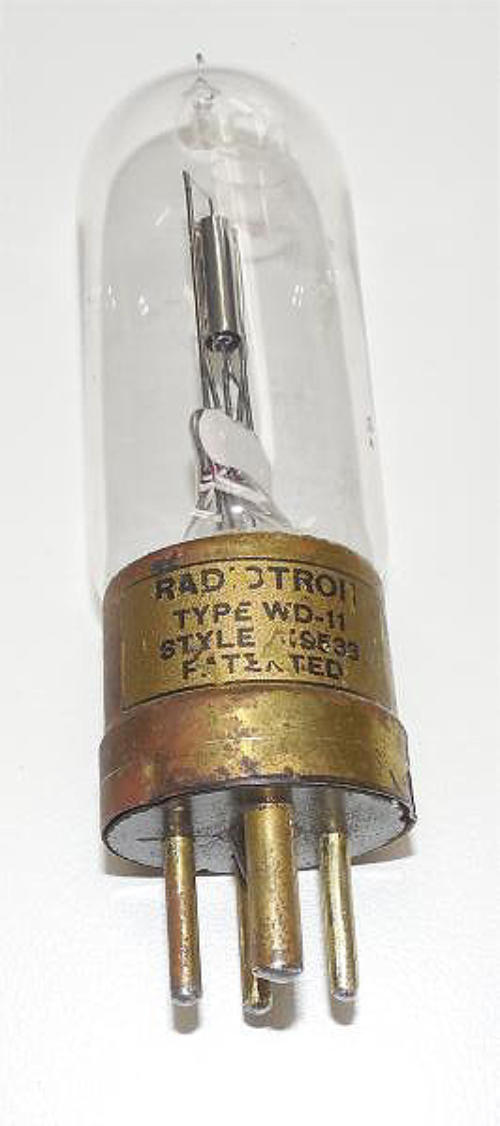 RADIOTRON
TYPE WD-11
STYLE
PATENTED